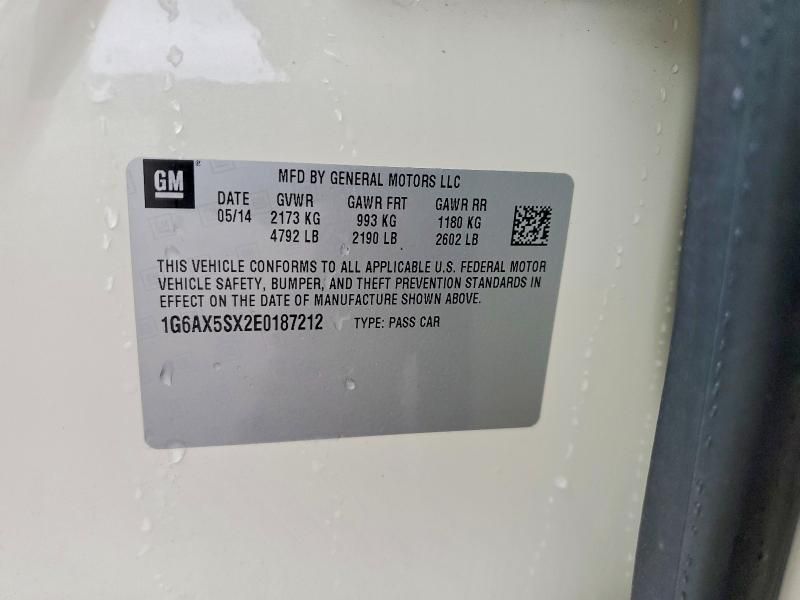 GM
MFD BY GENERAL MOTORS LLC
DATE GVWR GAWR FRT GAWR RR
05/14 2173 KG 993 KG 1180 KG
4792 LB 2190 LB 2602 LB
THIS VEHICLE CONFORMS TO ALL APPLICABLE U.S. FEDERAL MOTOR
VEHICLE SAFETY, BUMPER, AND THEFT PREVENTION STANDARDS IN
EFFECT ON THE DATE OF MANUFACTURE SHOWN ABOVE.
1G6AX5SX2E0187212 TYPE: PASS CAR